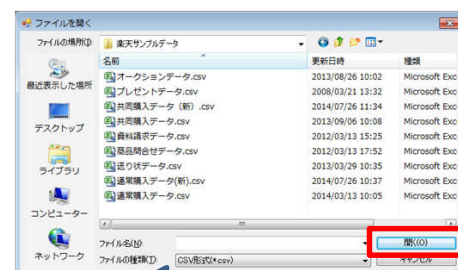 ファイルを開く
ファイルの場所(I):
楽天サンプルデータ
名前 更新日時 種類
オークションデータ.csv 2013/08/26 10:02 Microsoft Exc
プレゼントデータ.csv 2008/03/21 13:32 Microsoft Exc
共同購入データ(新).csv 2014/07/26 11:34 Microsoft Exc
共同購入データ.csv 2013/09/06 10:08 Microsoft Exc
資料請求データ.csv 2012/03/13 15:25 Microsoft Exc
商品問合せデータ.csv 2012/03/13 17:52 Microsoft Exc
送り状データ.csv 2013/03/29 10:35 Microsoft Exc
通常購入データ(新).csv 2014/07/26 10:37 Microsoft Exc
通常購入データ.csv 2014/03/13 10:05 Microsoft Exc
最近表示した場所
デスクトップ
ライブラリ
コンピューター
ネットワーク
ファイル名(N):
開く(O)
ファイルの種類(T):
CSV形式(*.csv)
キャンセル